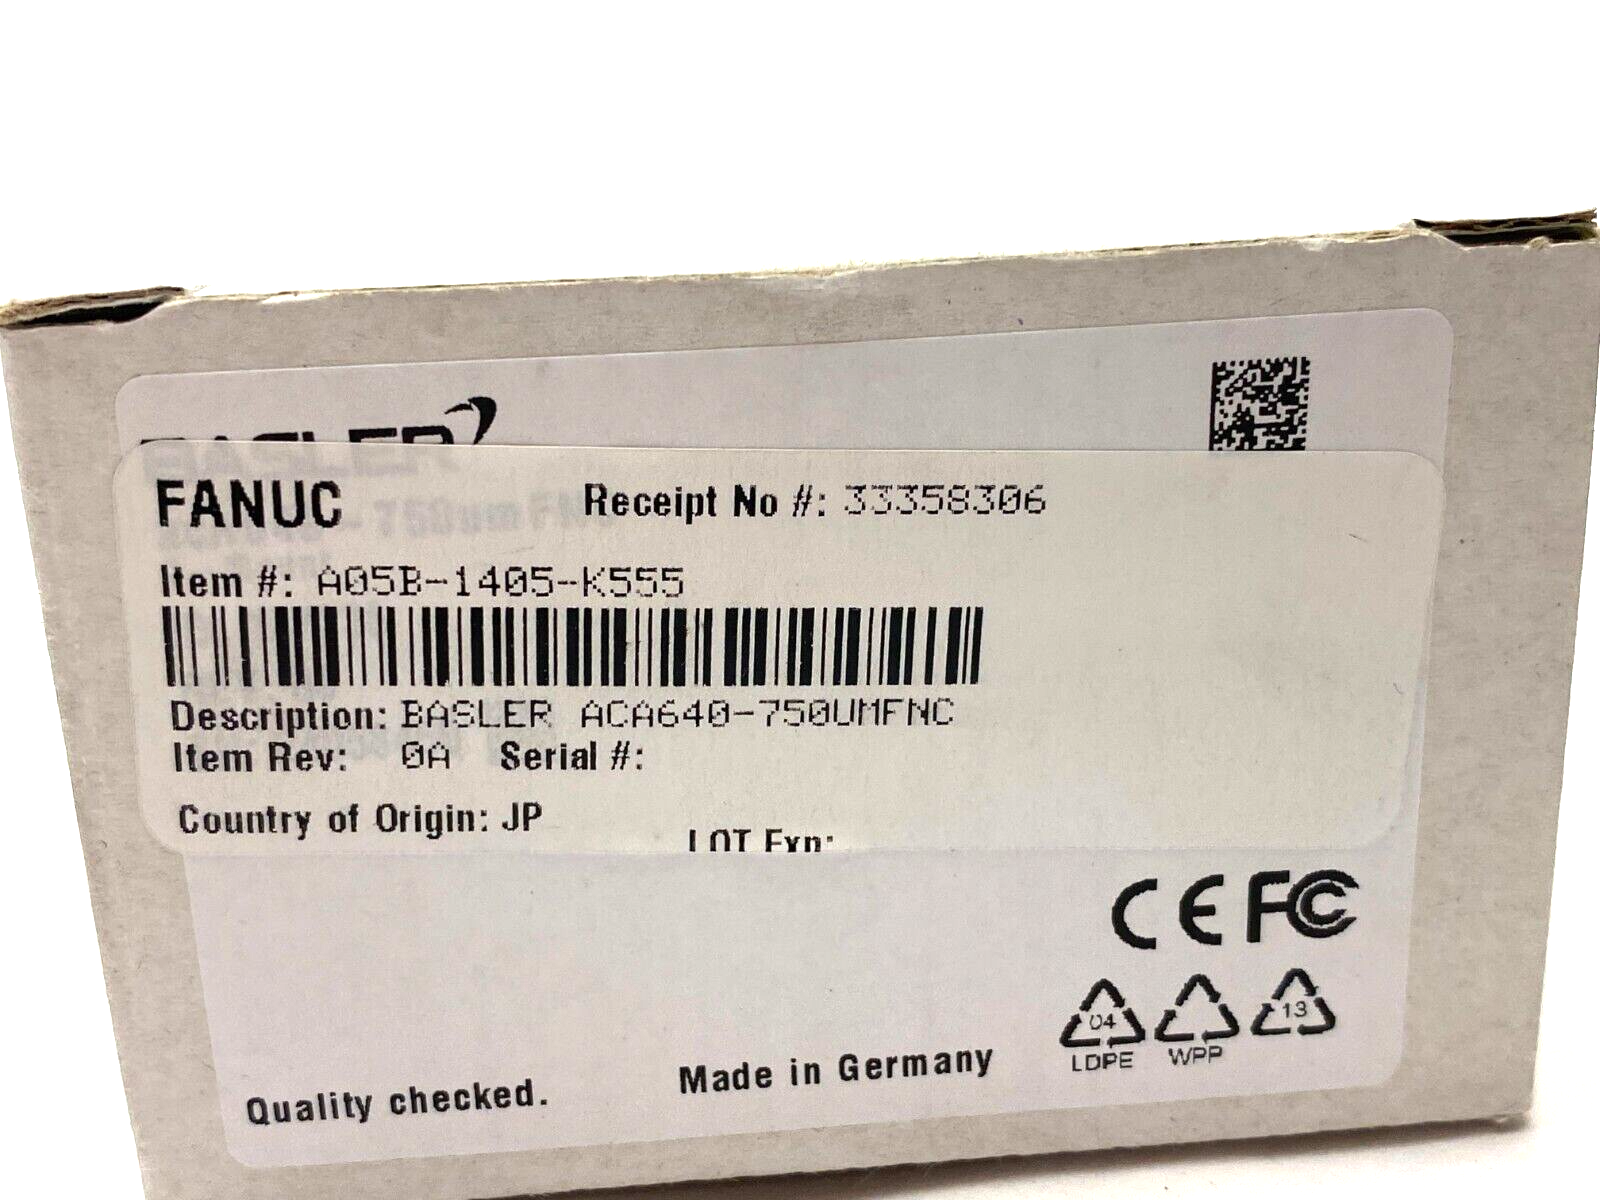 BASLER
FANUC Receipt No #: 33358306
Item #: A05B-1405-K555
Description: BASLER ACA640-750UMFNC
Item Rev: 0A Serial #:
Country of Origin: JP
LOT Exp:
CE FC
04 13
LDPE WPP
Made in Germany
Quality checked.